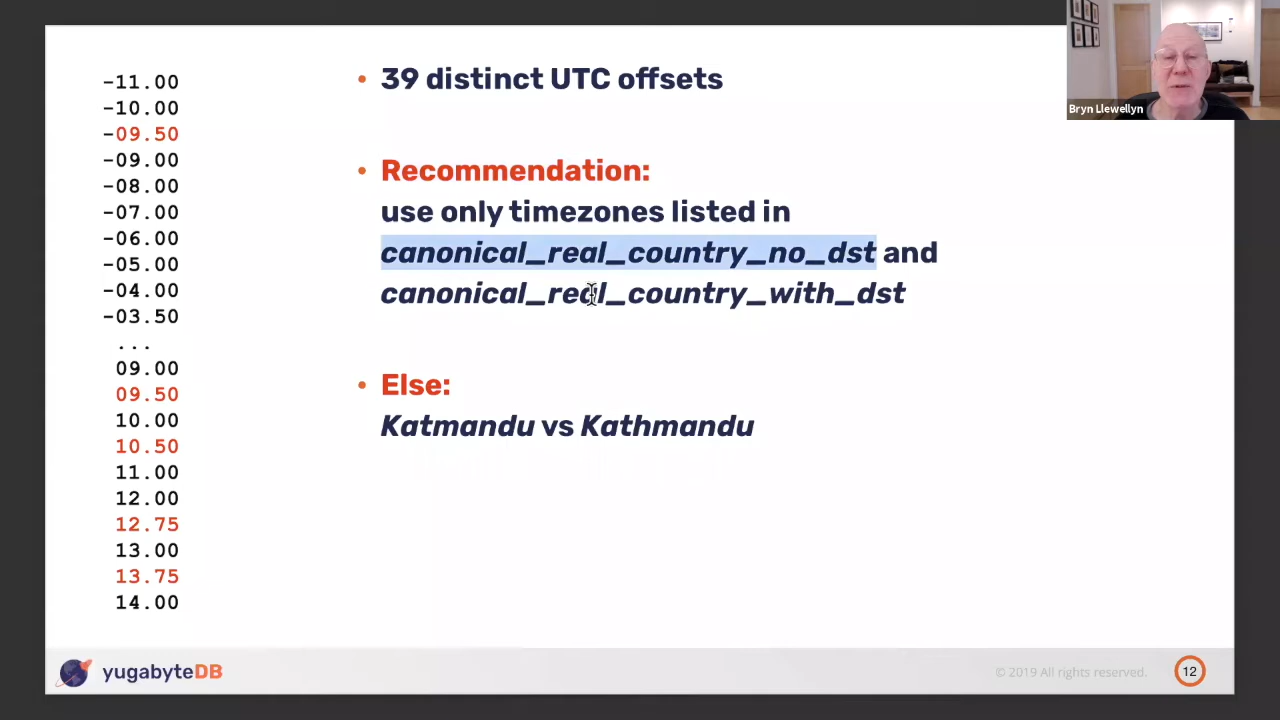 -11.00
-10.00
-09.50
-09.00
-08.00
-07.00
-06.00
-05.00
-04.00
-03.50
...
09.00
09.50
10.00
10.50
11.00
12.00
12.75
13.00
13.75
14.00
• 39 distinct UTC offsets
• Recommendation:
use only timezones listed in
canonical_real_country_no_dst and
canonical_real_country_with_dst
• Else:
Katmandu vs Kathmandu
Bryn Llewellyn
yugabyteDB
© 2019 All rights reserved.
12